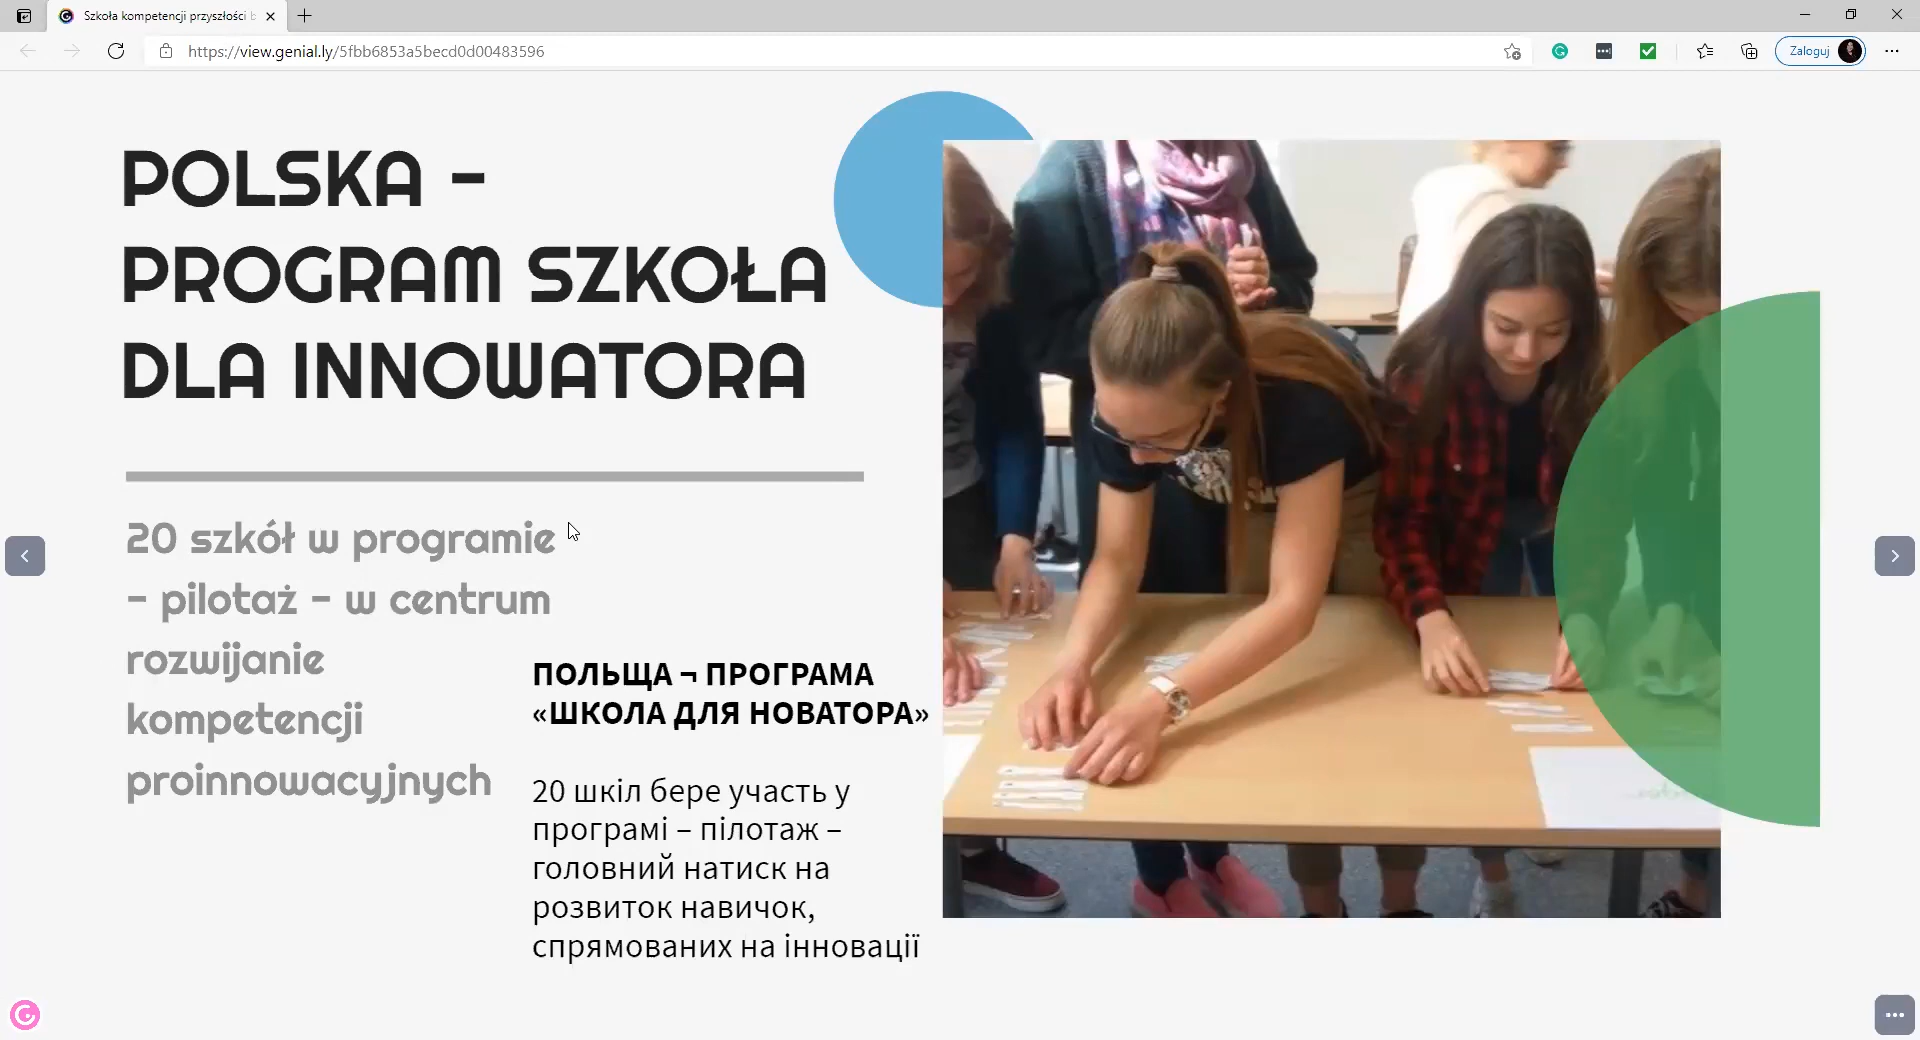 Szkoła kompetencji przyszłości
https://view.genial.ly/5fbb6853a5becd0d00483596
Zaloguj
POLSKA -
PROGRAM SZKOŁA
DLA INNOWATORA
20 szkół w programie
- pilotaż - w centrum
rozwijanie
kompetencji
proinnowacyjnych
ПОЛЬЩА ¬ ПРОГРАМА
«ШКОЛА ДЛЯ НОВАТОРА»
20 шкіл бере участь у
програмі – пілотаж –
головний натиск на
розвиток навичок,
спрямованих на інновації